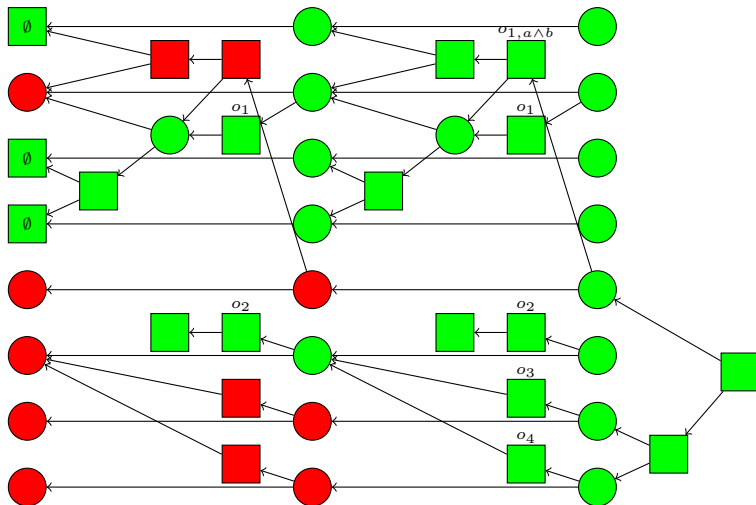 ∅
o₁,ₐ∧b
o₁
o₁
∅
∅
o₂
o₂
o₃
o₄